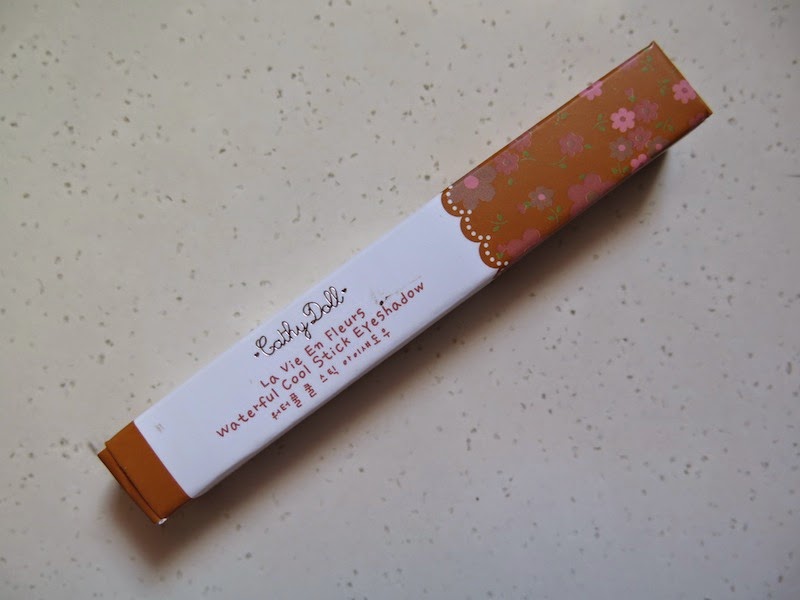 Cathy Doll
La Vie En Fleurs
Waterful Cool Stick Eyeshadow
워터풀 쿨 스틱 아이섀도우